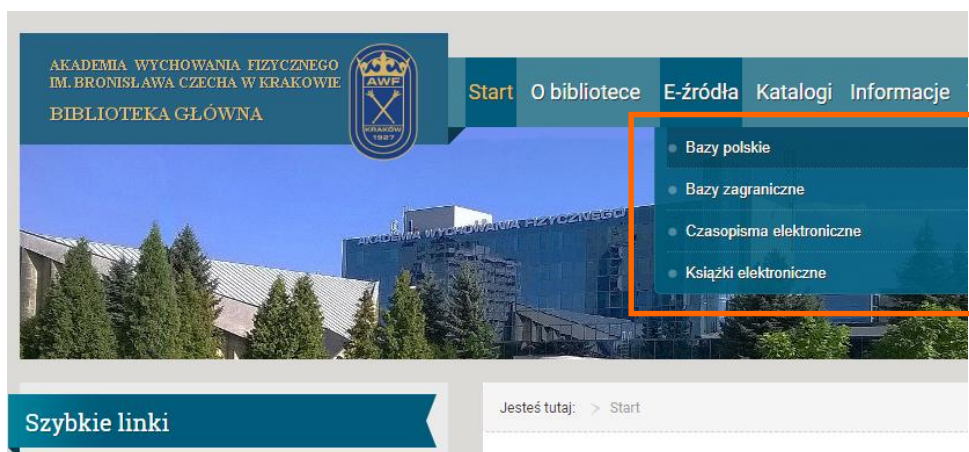 AKADEMIA WYCHOWANIA FIZYCZNEGO
IM. BRONISŁAWA CZECHA W KRAKOWIE
BIBLIOTEKA GŁÓWNA
AWF
KRAKÓW
1927
Start O bibliotece E-źródła Katalogi Informacje
Bazy polskie
Bazy zagraniczne
Czasopisma elektroniczne
Książki elektroniczne
AKADEMIA WYCHOWANIA FIZYCZNEGO
Szybkie linki
Jesteś tutaj: > Start